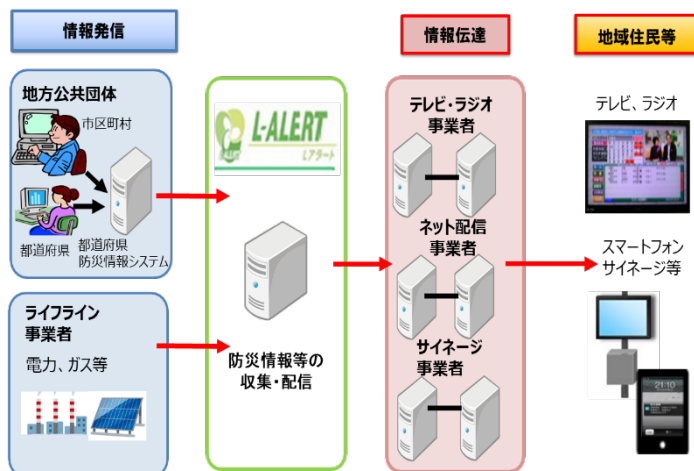 情報発信
情報伝達
地域住民等
地方公共団体
市区町村
都道府県
都道府県
防災情報システム
ライフライン
事業者
電力、ガス等
L-ALERT
Lアラート
防災情報等の
収集・配信
テレビ・ラジオ
事業者
ネット配信
事業者
サイネージ
事業者
テレビ、ラジオ
スマートフォン
サイネージ等
21:10